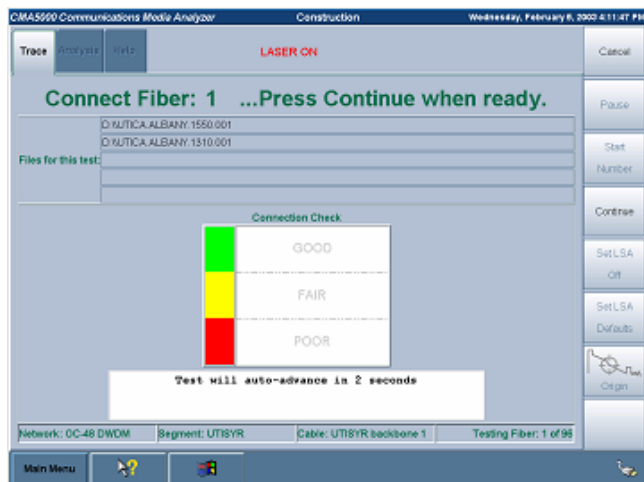 CMA5000 Communications Media Analyzer Construction Wednesday, February 6, 2003 4:11:47 PM
Trace Analysis Help LASER ON Cancel
Connect Fiber: 1 ...Press Continue when ready.
Pause
D:\UTICA.ALBANY.1550.001
D:\UTICA.ALBANY.1310.001
Files for this test:
Start Number
Continue
Connection Check
GOOD
FAIR
POOR
Set LSA Off
Set LSA Defaults
Origin
Test will auto-advance in 2 seconds
Network: OC-48 DWDM Segment: UTISYR Cable: UTISYR backbone 1 Testing Fiber: 1 of 96
Main Menu